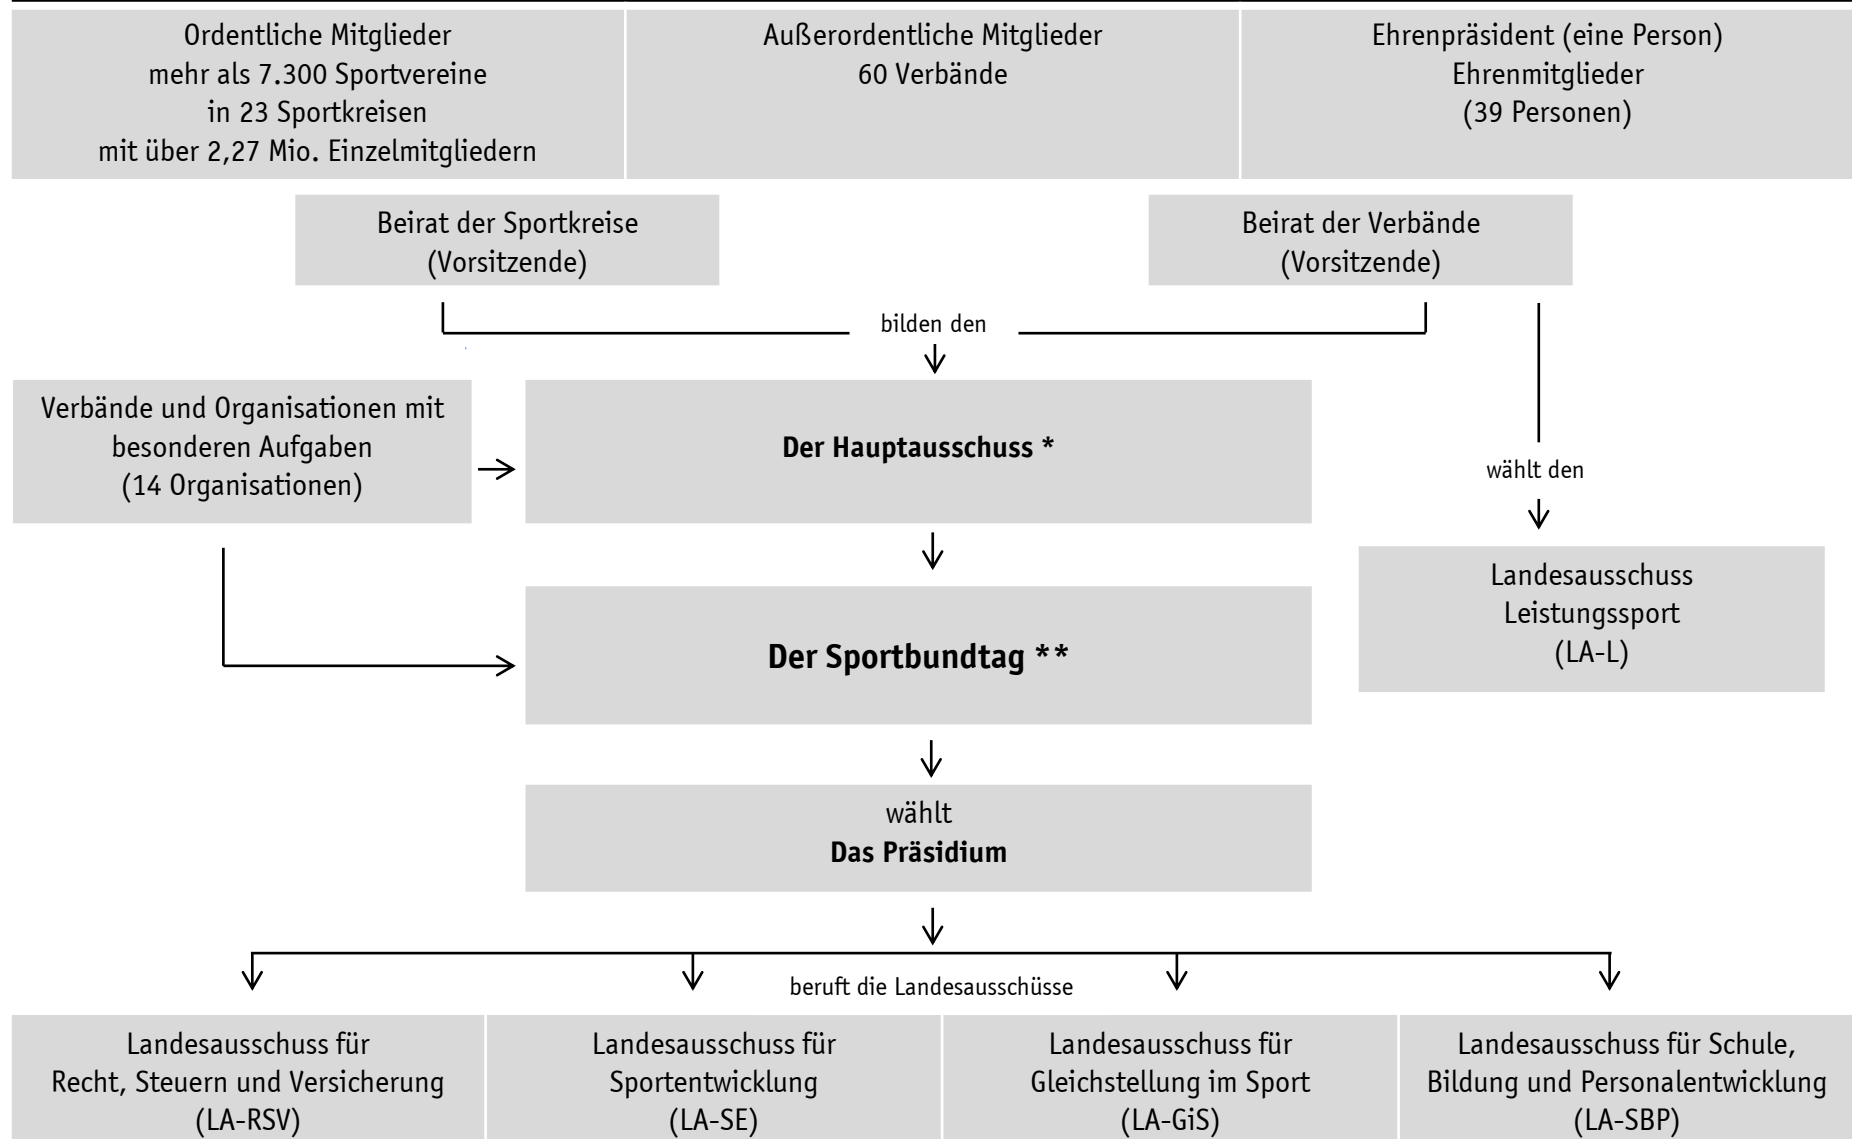 Ordentliche Mitglieder
mehr als 7.300 Sportvereine
in 23 Sportkreisen
mit über 2,27 Mio. Einzelmitgliedern
Außerordentliche Mitglieder
60 Verbände
Ehrenpräsident (eine Person)
Ehrenmitglieder
(39 Personen)
Beirat der Sportkreise
(Vorsitzende)
Beirat der Verbände
(Vorsitzende)
bilden den
Verbände und Organisationen mit
besonderen Aufgaben
(14 Organisationen)
Der Hauptausschuss *
wählt den
Landesausschuss
Leistungssport
(LA-L)
Der Sportbundtag **
wählt
Das Präsidium
beruft die Landesausschüsse
Landesausschuss für
Recht, Steuern und Versicherung
(LA-RSV)
Landesausschuss für
Sportentwicklung
(LA-SE)
Landesausschuss für
Gleichstellung im Sport
(LA-GiS)
Landesausschuss für Schule,
Bildung und Personalentwicklung
(LA-SBP)